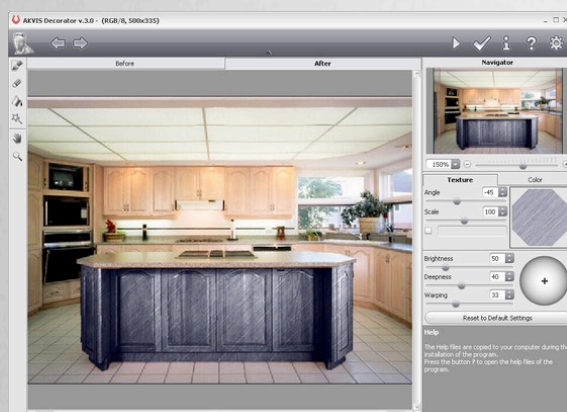 AKVIS Decorator v.3.0 - (RGB/8, 500x335)
Before
After
Navigator
150%
Texture
Color
Angle
-45
Scale
100
Brightness
50
Deepness
40
Warping
33
Reset to Default Settings
Help
The Help files are copied to your computer during the
installation of the program.
Press the button ? to open the help files of the
program.